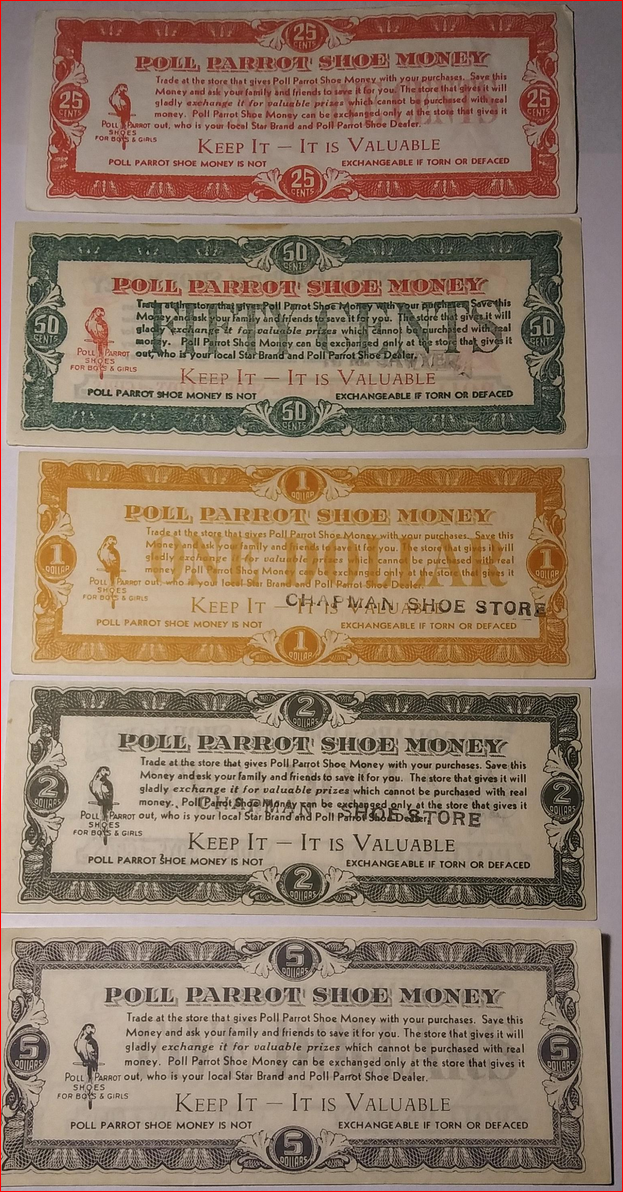 25
CENTS
POLL PARROT SHOE MONEY
Trade at the store that gives Poll Parrot Shoe Money with your purchases. Save this
Money and ask your family and friends to save it for you. The store that gives it will
25 CENTS gladly exchange it for valuable prizes which cannot be purchased with real 25 CENTS
money. Poll Parrot Shoe Money can be exchanged only at the store that gives it
POLL PARROT out, who is your local Star Brand and Poll Parrot Shoe Dealer.
SHOES
FOR BOYS & GIRLS
KEEP IT — IT IS VALUABLE
POLL PARROT SHOE MONEY IS NOT EXCHANGEABLE IF TORN OR DEFACED
25
CENTS
50
CENTS
POLL PARROT SHOE MONEY
FIFTY CENTS
Trade at the store that gives Poll Parrot Shoe Money with your purchases. Save this
Money and ask your family and friends to save it for you. The store that gives it will
50 CENTS gladly exchange it for valuable prizes which cannot be purchased with real 50 CENTS
money. Poll Parrot Shoe Money can be exchanged only at the store that gives it
POLL PARROT out, who is your local Star Brand and Poll Parrot Shoe Dealer.
SHOES
FOR BOYS & GIRLS
KEEP IT — IT IS VALUABLE
POLL PARROT SHOE MONEY IS NOT EXCHANGEABLE IF TORN OR DEFACED
50
CENTS
1
DOLLAR
POLL PARROT SHOE MONEY
ONE DOLLAR
Trade at the store that gives Poll Parrot Shoe Money with your purchases. Save this
Money and ask your family and friends to save it for you. The store that gives it will
1 DOLLAR gladly exchange it for valuable prizes which cannot be purchased with real 1 DOLLAR
money. Poll Parrot Shoe Money can be exchanged only at the store that gives it
POLL PARROT out, who is your local Star Brand and Poll Parrot Shoe Dealer.
SHOES
FOR BOYS & GIRLS
KEEP IT — IT IS VALUABLE
CHAPMAN SHOE STORE
POLL PARROT SHOE MONEY IS NOT EXCHANGEABLE IF TORN OR DEFACED
1
DOLLAR
2
DOLLARS
POLL PARROT SHOE MONEY
Trade at the store that gives Poll Parrot Shoe Money with your purchases. Save this
Money and ask your family and friends to save it for you. The store that gives it will
2 DOLLARS gladly exchange it for valuable prizes which cannot be purchased with real 2 DOLLARS
money. Poll Parrot Shoe Money can be exchanged only at the store that gives it
POLL PARROT out, who is your local Star Brand and Poll Parrot Shoe Dealer.
CHAPMAN SHOE STORE
SHOES
FOR BOYS & GIRLS
KEEP IT — IT IS VALUABLE
POLL PARROT SHOE MONEY IS NOT EXCHANGEABLE IF TORN OR DEFACED
2
DOLLARS
5
DOLLARS
POLL PARROT SHOE MONEY
Trade at the store that gives Poll Parrot Shoe Money with your purchases. Save this
Money and ask your family and friends to save it for you. The store that gives it will
5 DOLLARS gladly exchange it for valuable prizes which cannot be purchased with real 5 DOLLARS
money. Poll Parrot Shoe Money can be exchanged only at the store that gives it
POLL PARROT out, who is your local Star Brand and Poll Parrot Shoe Dealer.
SHOES
FOR BOYS & GIRLS
KEEP IT — IT IS VALUABLE
POLL PARROT SHOE MONEY IS NOT EXCHANGEABLE IF TORN OR DEFACED
5
DOLLARS